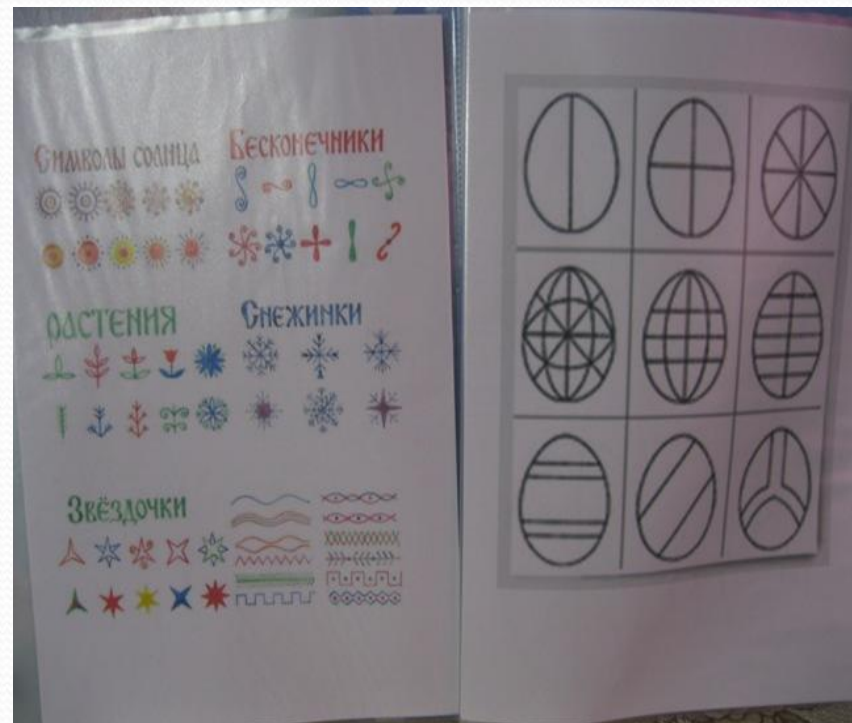 Символы солнца
Бесконечники
Растения
Снежинки
Звёздочки